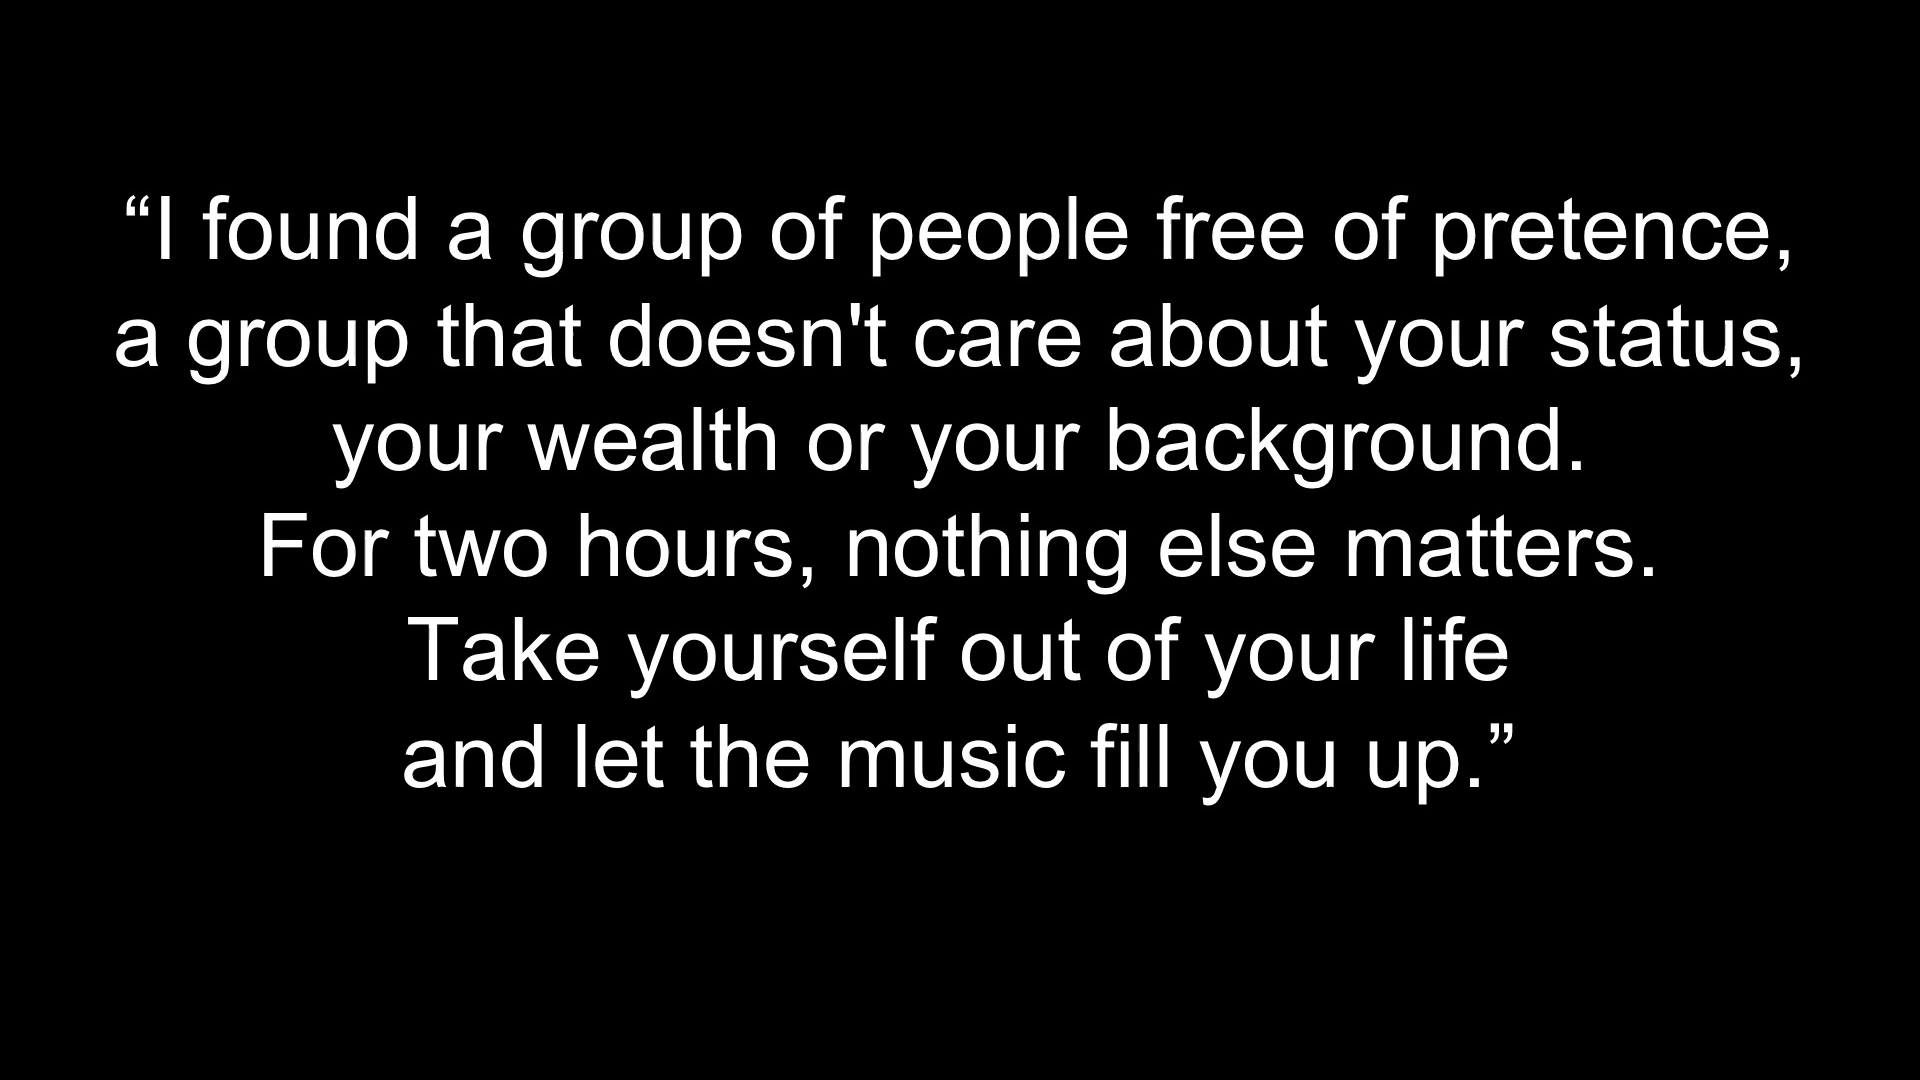 “I found a group of people free of pretence,
a group that doesn't care about your status,
your wealth or your background.
For two hours, nothing else matters.
Take yourself out of your life
and let the music fill you up.”